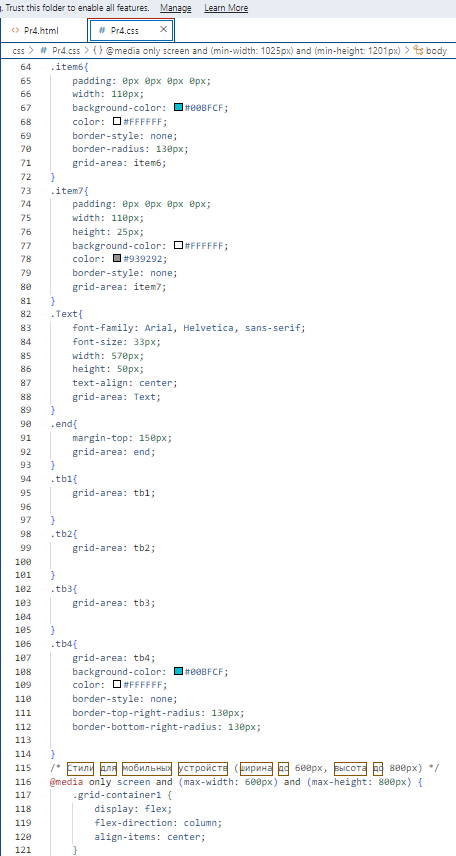 . Trust this folder to enable all features. Manage Learn More
<> Pr4.html # Pr4.css ×
css > # Pr4.css > {} @media only screen and (min-width: 1025px) and (min-height: 1201px) > body
64 .item6{
65 padding: 0px 0px 0px 0px;
66 width: 110px;
67 background-color: #00BFCF;
68 color: #FFFFFF;
69 border-style: none;
70 border-radius: 130px;
71 grid-area: item6;
72 }
73 .item7{
74 padding: 0px 0px 0px 0px;
75 width: 110px;
76 height: 25px;
77 background-color: #FFFFFF;
78 color: #939292;
79 border-style: none;
80 grid-area: item7;
81 }
82 .Text{
83 font-family: Arial, Helvetica, sans-serif;
84 font-size: 33px;
85 width: 570px;
86 height: 50px;
87 text-align: center;
88 grid-area: Text;
89 }
90 .end{
91 margin-top: 150px;
92 grid-area: end;
93 }
94 .tb1{
95 grid-area: tb1;
96
97 }
98 .tb2{
99 grid-area: tb2;
100
101 }
102 .tb3{
103 grid-area: tb3;
104
105 }
106 .tb4{
107 grid-area: tb4;
108 background-color: #00BFCF;
109 color: #FFFFFF;
110 border-style: none;
111 border-top-right-radius: 130px;
112 border-bottom-right-radius: 130px;
113
114 }
115 /* Стили для мобильных устройств (ширина до 600px, высота до 800px) */
116 @media only screen and (max-width: 600px) and (max-height: 800px) {
117 .grid-container1 {
118 display: flex;
119 flex-direction: column;
120 align-items: center;
121 }